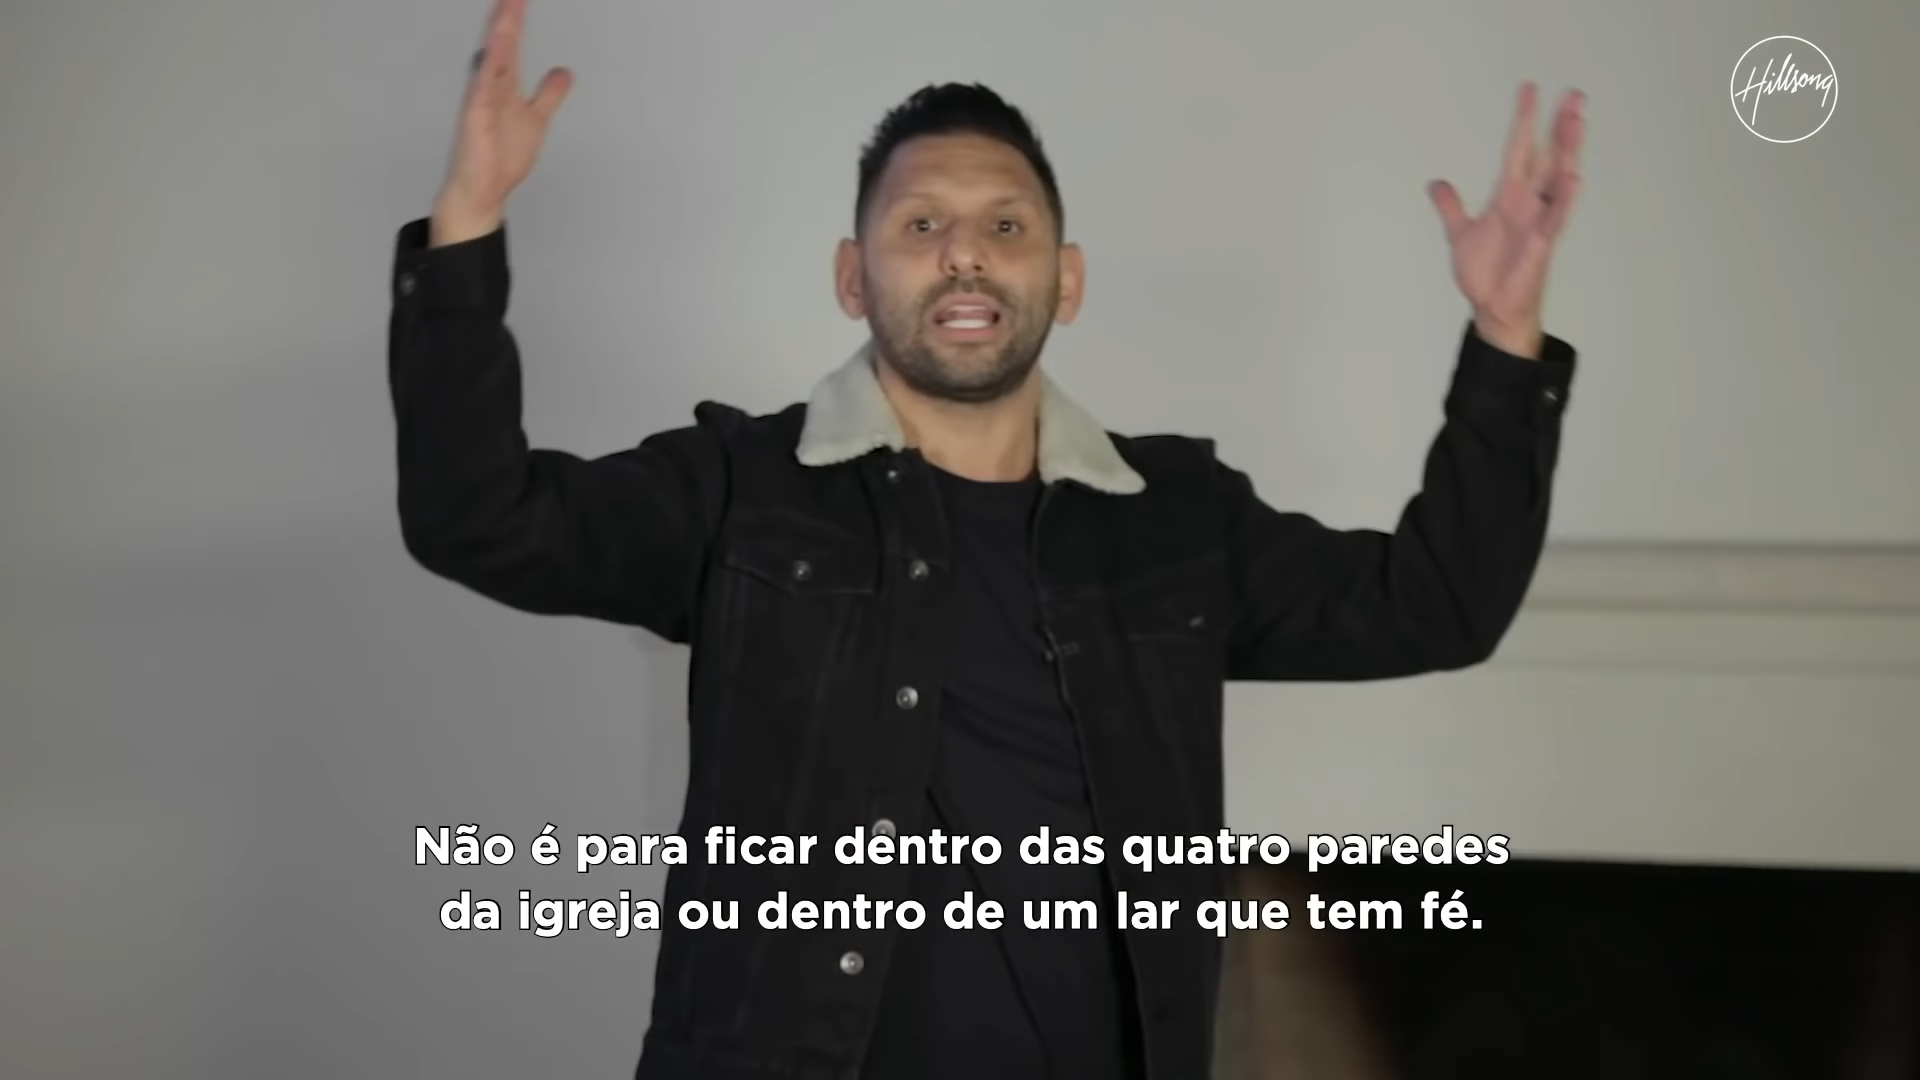 Hillsong
Não é para ficar dentro das quatro paredes
da igreja ou dentro de um lar que tem fé.